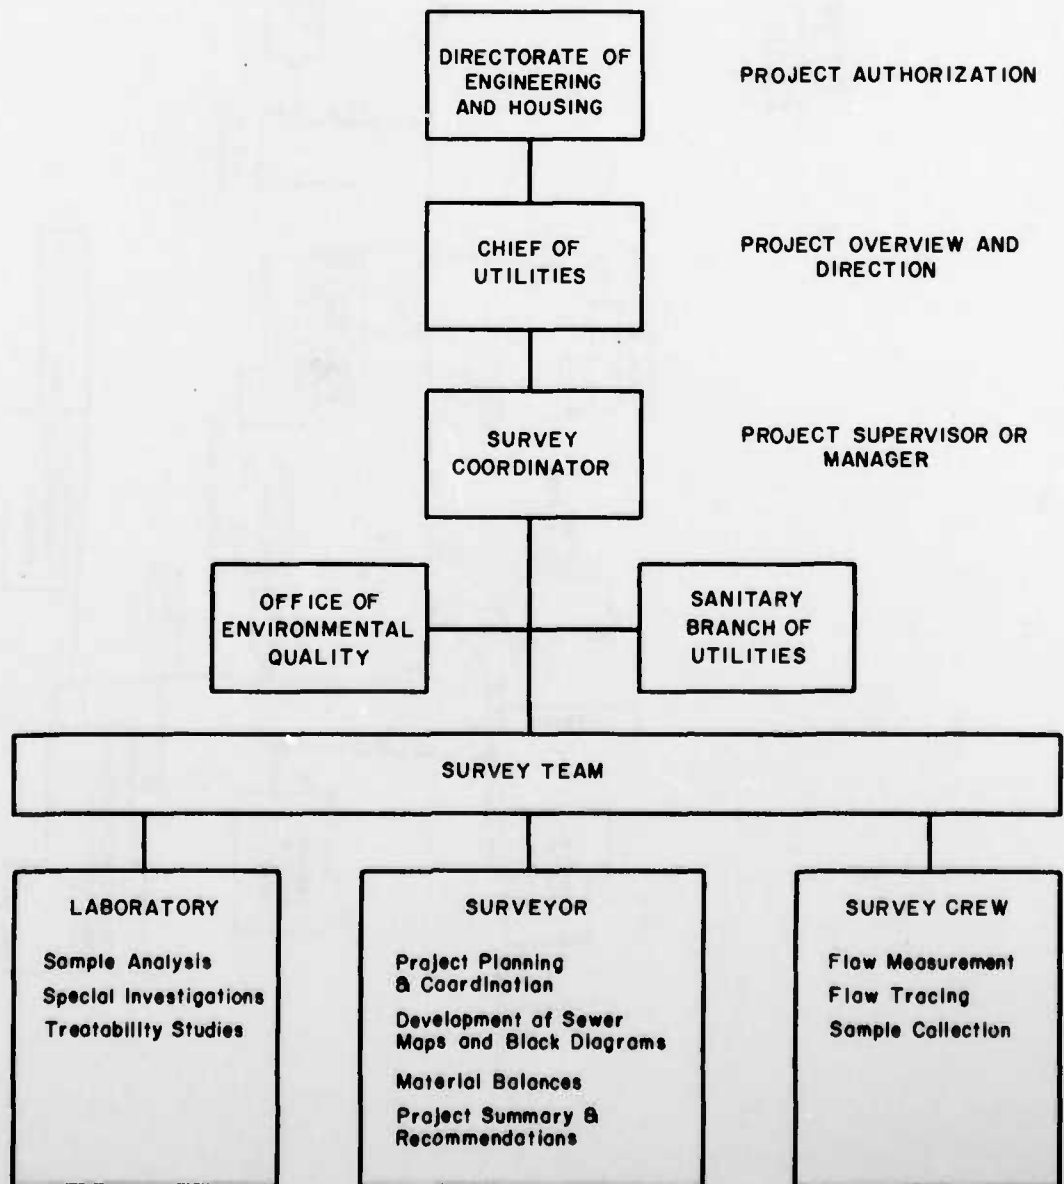 DIRECTORATE OF
ENGINEERING
AND HOUSING
PROJECT AUTHORIZATION
CHIEF OF
UTILITIES
PROJECT OVERVIEW AND
DIRECTION
SURVEY
COORDINATOR
PROJECT SUPERVISOR OR
MANAGER
OFFICE OF
ENVIRONMENTAL
QUALITY
SANITARY
BRANCH OF
UTILITIES
SURVEY TEAM
LABORATORY
Sample Analysis
Special Investigations
Treatability Studies
SURVEYOR
Project Planning
& Coordination
Development of Sewer
Maps and Block Diagrams
Material Balances
Project Summary &
Recommendations
SURVEY CREW
Flow Measurement
Flow Tracing
Sample Collection